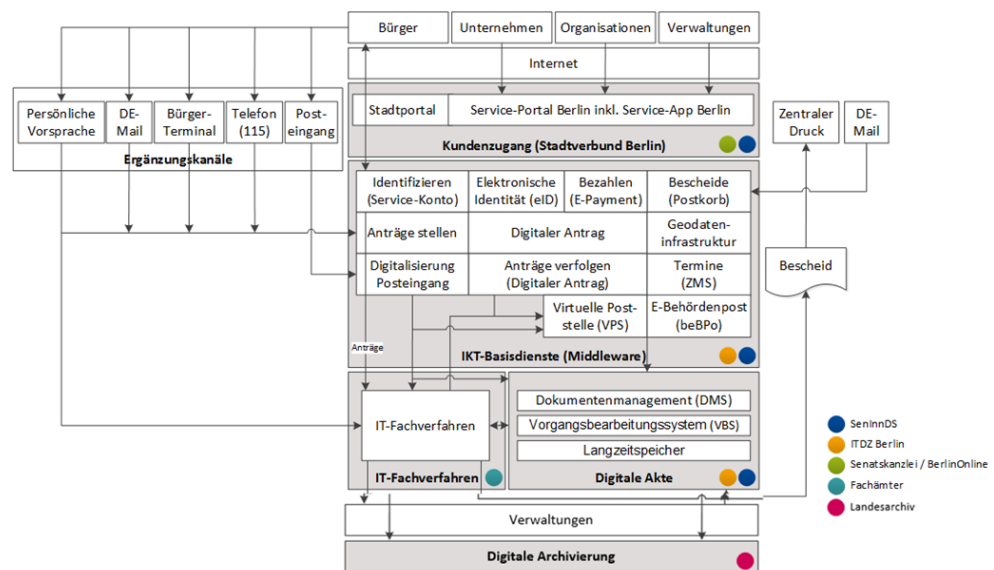 Bürger
Unternehmen
Organisationen
Verwaltungen
Internet
Persönliche
Vorsprache
DE-
Mail
Bürger-
Terminal
Telefon
(115)
Post-
eingang
Ergänzungskanäle
Stadtportal
Service-Portal Berlin inkl. Service-App Berlin
Kundenzugang (Stadtverbund Berlin)
Zentraler
Druck
DE-
Mail
Identifizieren
(Service-Konto)
Elektronische
Identität (eID)
Bezahlen
(E-Payment)
Bescheide
(Postkorb)
Anträge stellen
Digitaler Antrag
Geodaten-
infrastruktur
Digitalisierung
Posteingang
Anträge verfolgen
(Digitaler Antrag)
Termine
(ZMS)
Bescheid
Virtuelle Post-
stelle (VPS)
E-Behördenpost
(beBPo)
Anträge
IKT-Basisdienste (Middleware)
IT-Fachverfahren
Dokumentenmanagement (DMS)
Vorgangsbearbeitungssystem (VBS)
Langzeitspeicher
IT-Fachverfahren
Digitale Akte
Verwaltungen
Digitale Archivierung
SenInnDS
ITDZ Berlin
Senatskanzlei / BerlinOnline
Fachämter
Landesarchiv